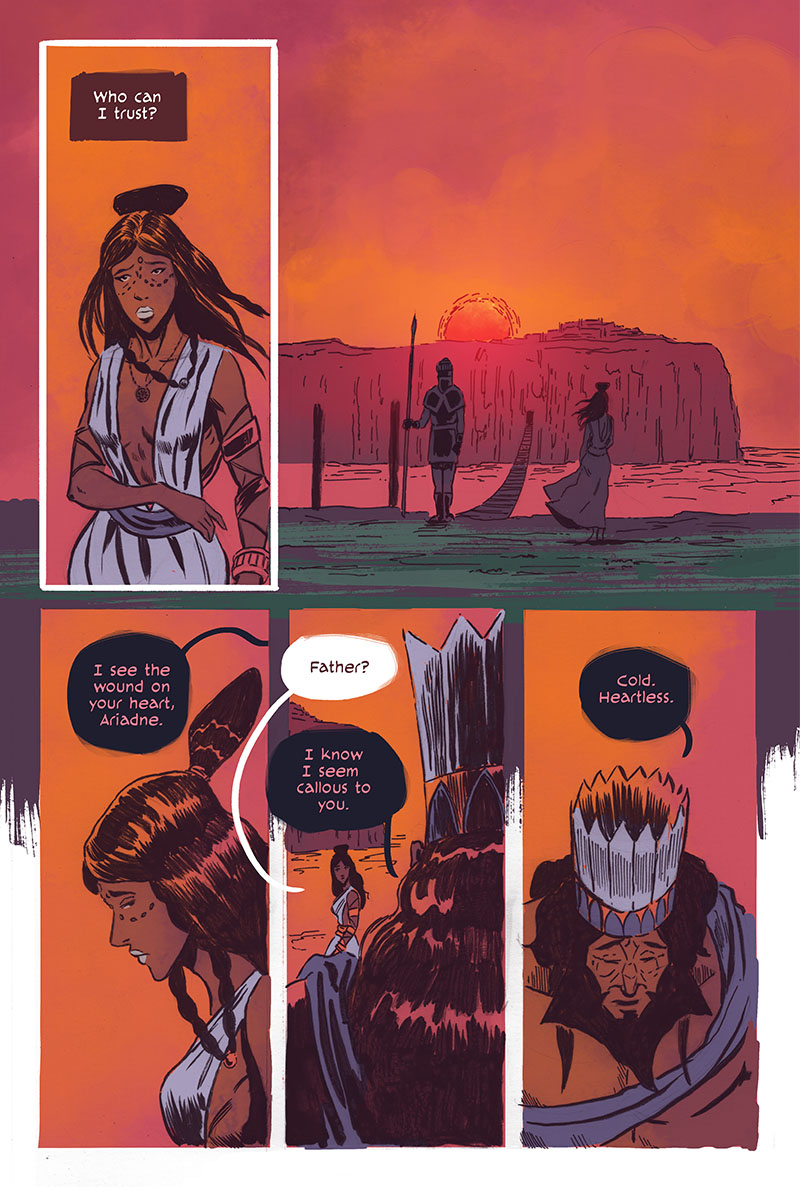 Who can
I trust?
I see the
wound on
your heart,
Ariadne.
Father?
I know
I seem
callous to
you.
Cold.
Heartless.